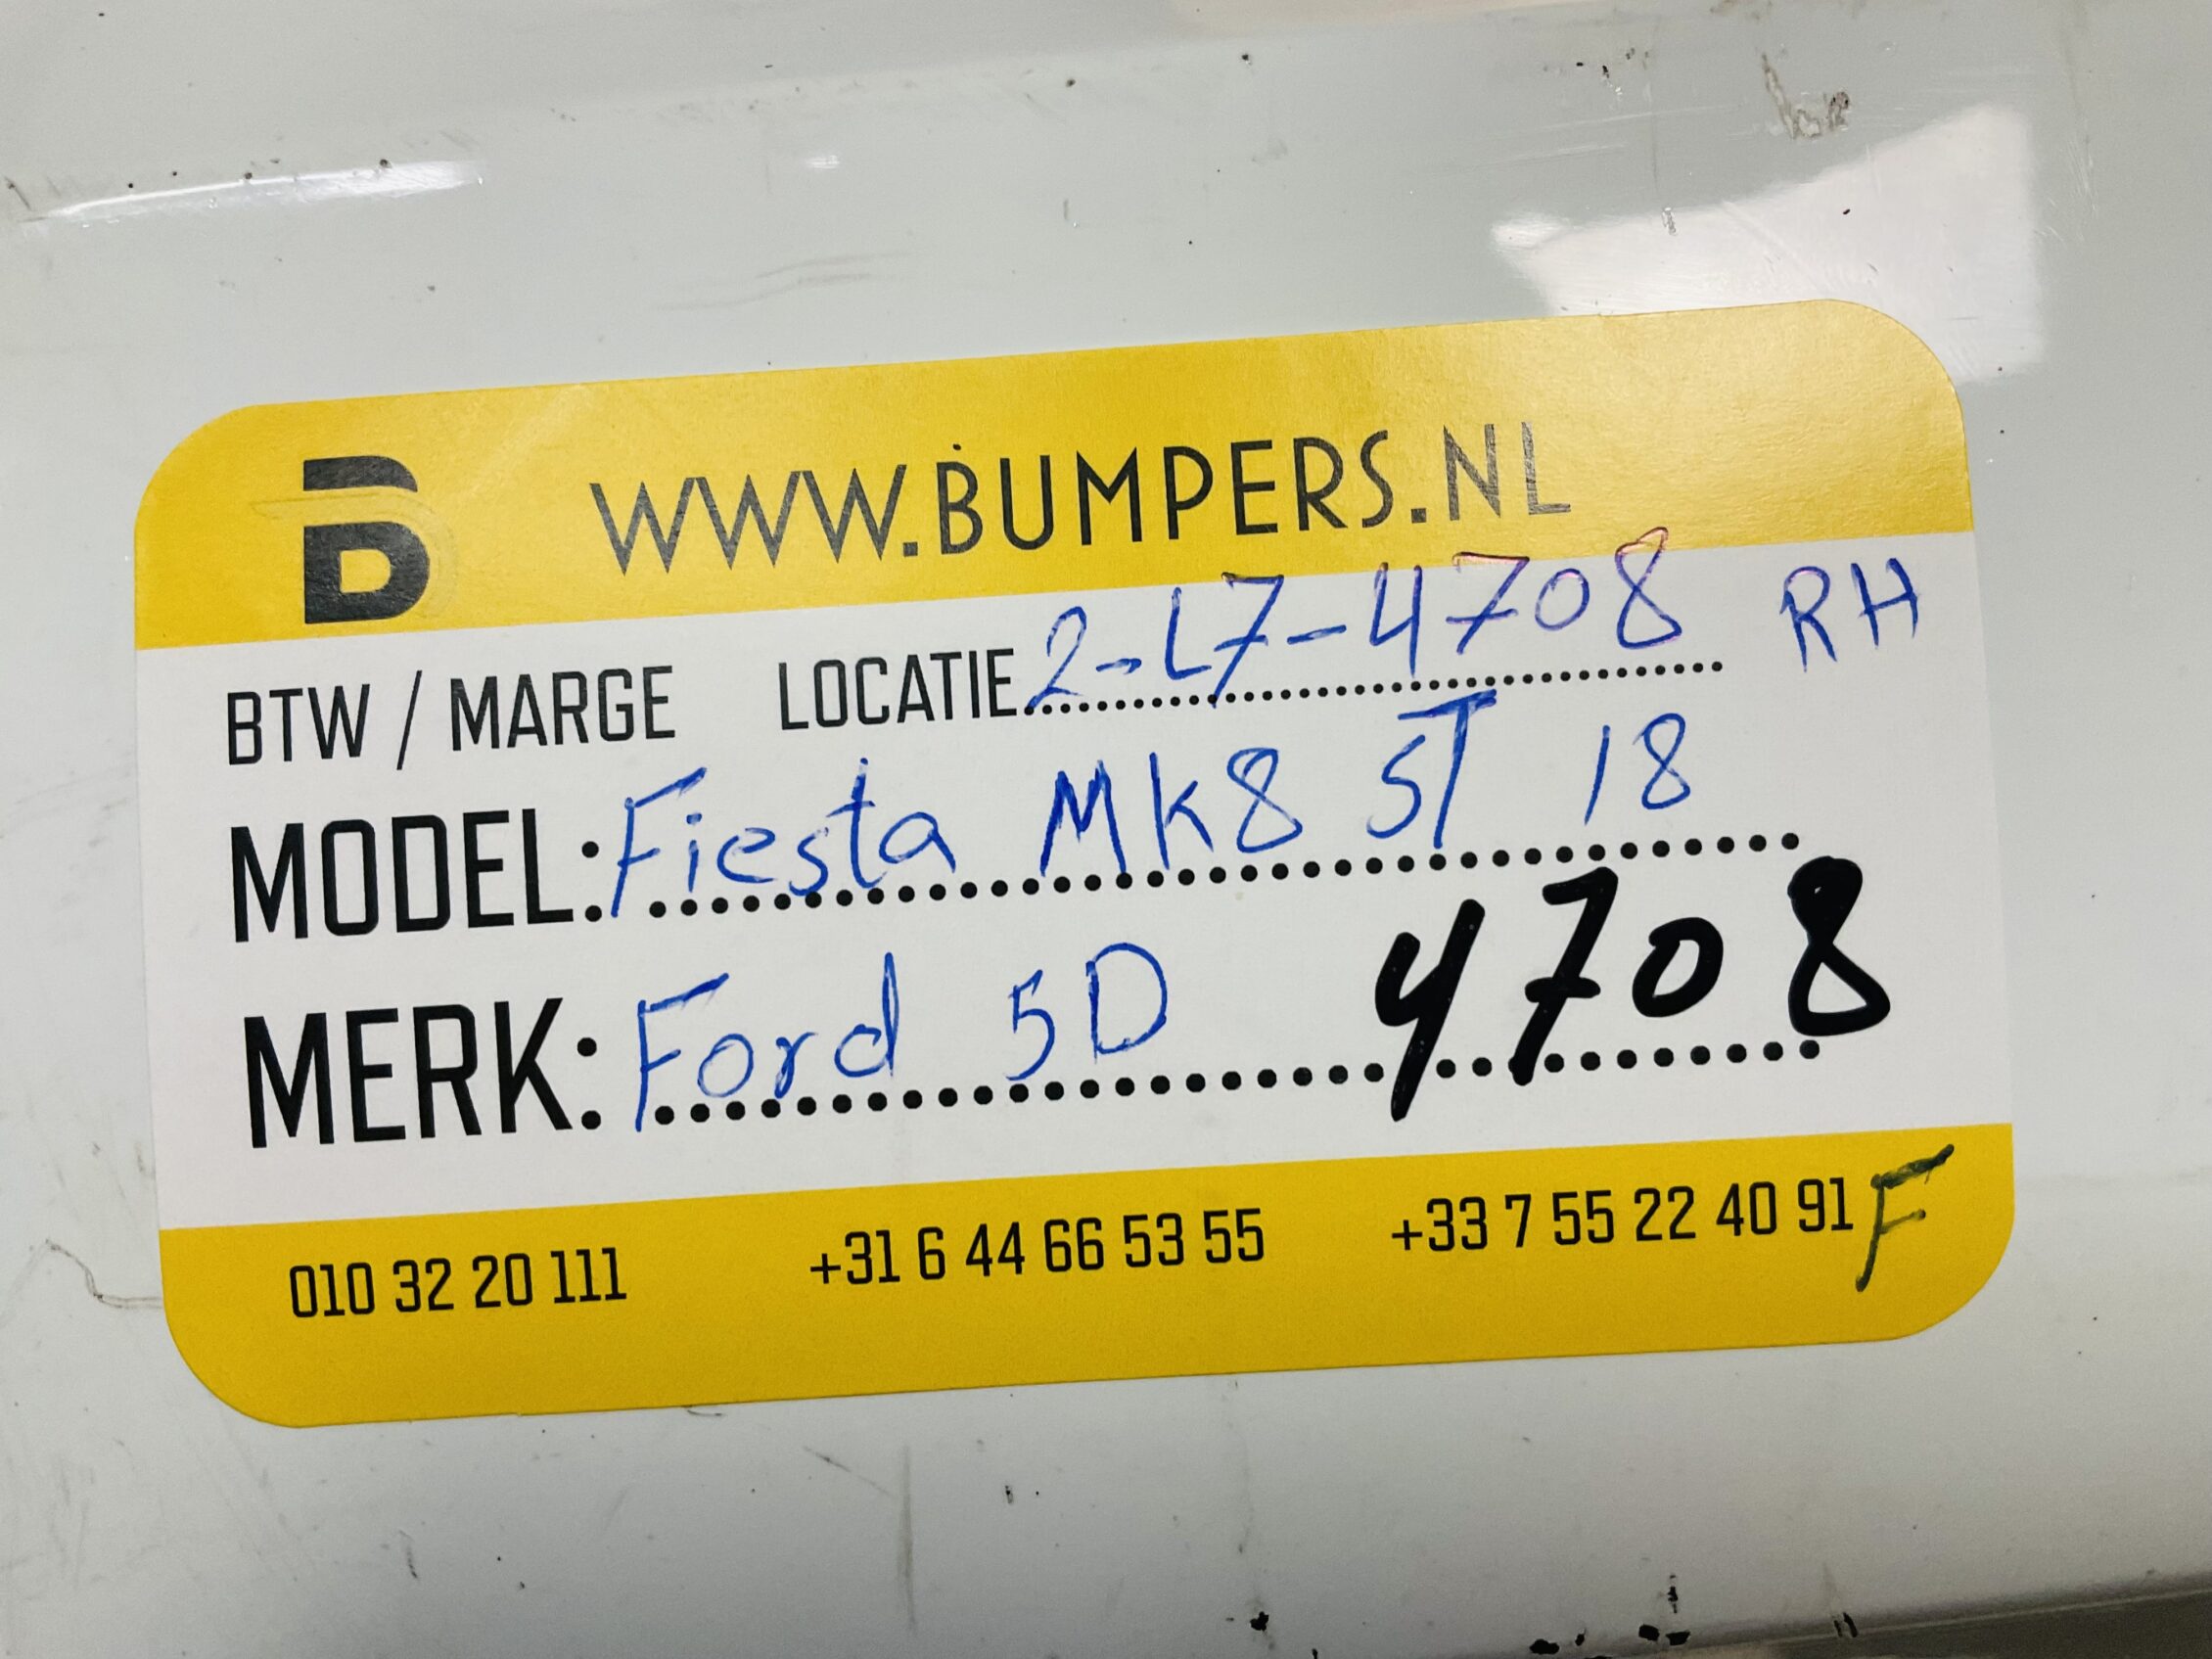 B WWW.BUMPERS.NL
BTW / MARGE LOCATIE 2-L7-4708 RH
MODEL: Fiesta MK8 ST 18
MERK: Ford 5D 4708
010 32 20 111 +31 6 44 66 53 55 +33 7 55 22 40 91 F